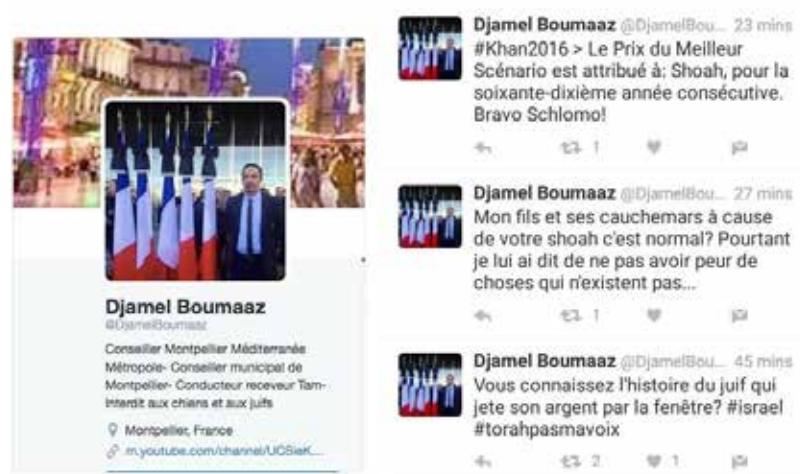 Djamel Boumaaz
@DjamelBoumaaz
Conseiller Montpellier Méditerranée
Métropole- Conseiller municipal de
Montpellier- Conducteur receveur Tam-
Interdit aux chiens et aux juifs
Montpellier, France
m.youtube.com/channel/UCSieK...
Djamel Boumaaz @DjamelBou... 23 mins
#Khan2016 > Le Prix du Meilleur
Scénario est attribué à: Shoah, pour la
soixante-dixième année consécutive.
Bravo Schlomo!
1
Djamel Boumaaz @DjamelBou... 27 mins
Mon fils et ses cauchemars à cause
de votre shoah c'est normal? Pourtant
je lui ai dit de ne pas avoir peur de
choses qui n'existent pas...
1
Djamel Boumaaz @DjamelBou... 45 mins
Vous connaissez l'histoire du juif qui
jete son argent par la fenêtre? #israel
#torahpasmavoix
2 1